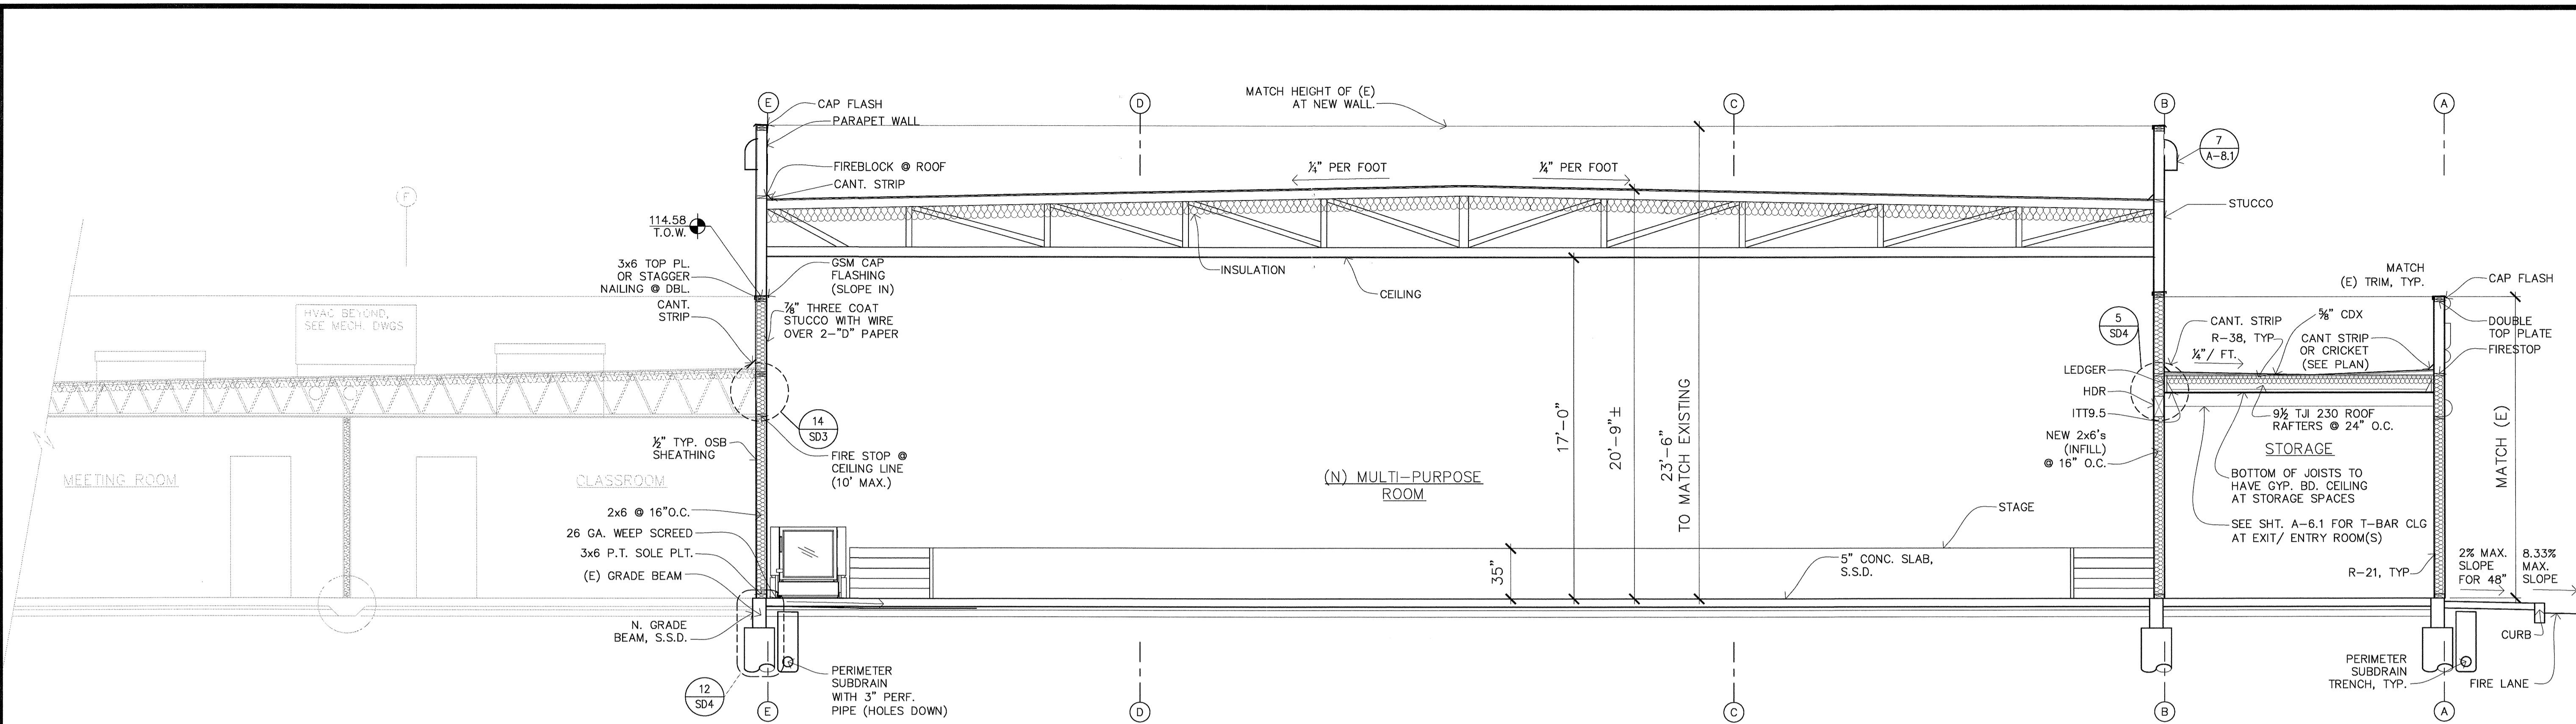 E
D
C
B
A
F
CAP FLASH
PARAPET WALL
MATCH HEIGHT OF (E)
AT NEW WALL.
7
A-8.1
FIREBLOCK @ ROOF
CANT. STRIP
¼" PER FOOT
¼" PER FOOT
STUCCO
114.58
T.O.W.
3x6 TOP PL.
OR STAGGER
NAILING @ DBL.
CANT.
STRIP
GSM CAP
FLASHING
(SLOPE IN)
⅞" THREE COAT
STUCCO WITH WIRE
OVER 2-"D" PAPER
INSULATION
CEILING
MATCH
(E) TRIM, TYP.
CAP FLASH
HVAC BEYOND,
SEE MECH. DWGS
5
SD4
CANT. STRIP
R-38, TYP
¼"/ FT.
⅝" CDX
CANT STRIP
OR CRICKET
(SEE PLAN)
DOUBLE
TOP PLATE
FIRESTOP
LEDGER
HDR
ITT9.5
NEW 2x6's
(INFILL)
@ 16" O.C.
9½ TJI 230 ROOF
RAFTERS @ 24" O.C.
STORAGE
BOTTOM OF JOISTS TO
HAVE GYP. BD. CEILING
AT STORAGE SPACES
SEE SHT. A-6.1 FOR T-BAR CLG
AT EXIT/ ENTRY ROOM(S)
MATCH (E)
14
SD3
½" TYP. OSB
SHEATHING
FIRE STOP @
CEILING LINE
(10' MAX.)
MEETING ROOM
CLASSROOM
(N) MULTI-PURPOSE
ROOM
17'-0"
20'-9"±
23'-6"
TO MATCH EXISTING
35"
STAGE
5" CONC. SLAB,
S.S.D.
2x6 @ 16"O.C.
26 GA. WEEP SCREED
3x6 P.T. SOLE PLT.
(E) GRADE BEAM
N. GRADE
BEAM, S.S.D.
R-21, TYP
2% MAX.
SLOPE
FOR 48"
8.33%
MAX.
SLOPE
CURB
FIRE LANE
PERIMETER
SUBDRAIN
TRENCH, TYP.
PERIMETER
SUBDRAIN
WITH 3" PERF.
PIPE (HOLES DOWN)
12
SD4
E
D
C
B
A